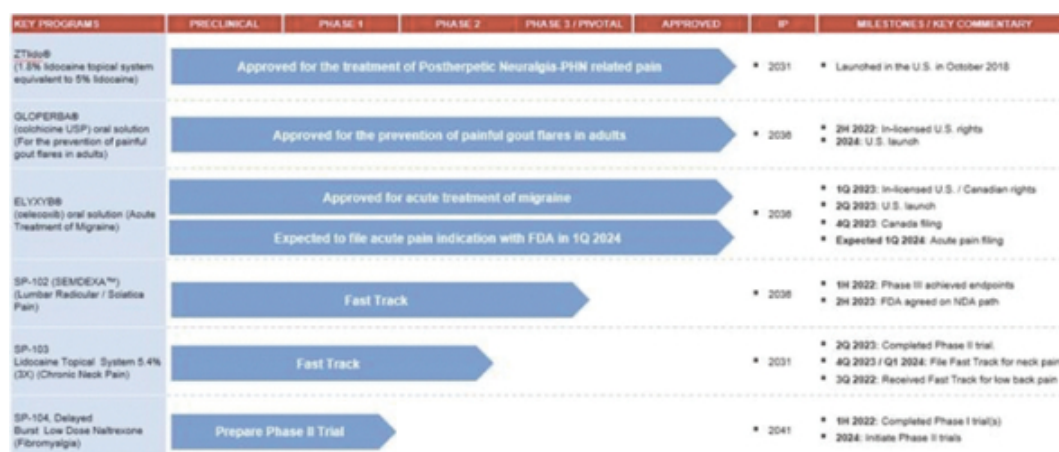 KEY PROGRAMS PRECLINICAL PHASE 1 PHASE 2 PHASE 3 / PIVOTAL APPROVED IP MILESTONES / KEY COMMENTARY
ZTlido®
(1.8% lidocaine topical system
equivalent to 5% lidocaine)
Approved for the treatment of Postherpetic Neuralgia-PHN related pain
▪ 2031
▪ Launched in the U.S. in October 2018
GLOPERBA®
(colchicine USP) oral solution
(For the prevention of painful
gout flares in adults)
Approved for the prevention of painful gout flares in adults
▪ 2036
▪ 2H 2022: In-licensed U.S. rights
▪ 2024: U.S. launch
ELYXYB®
(celecoxib) oral solution (Acute
Treatment of Migraine)
Approved for acute treatment of migraine
Expected to file acute pain indication with FDA in 1Q 2024
▪ 2036
▪ 1Q 2023: In-licensed U.S. / Canadian rights
▪ 2Q 2023: U.S. launch
▪ 4Q 2023: Canada filing
▪ Expected 1Q 2024: Acute pain filing
SP-102 (SEMDEXA™)
(Lumbar Radicular / Sciatica
Pain)
Fast Track
▪ 2036
▪ 1H 2022: Phase III achieved endpoints
▪ 2H 2023: FDA agreed on NDA path
SP-103
Lidocaine Topical System 5.4%
(3X) (Chronic Neck Pain)
Fast Track
▪ 2031
▪ 2Q 2023: Completed Phase II trial.
▪ 4Q 2023 / Q1 2024: File Fast Track for neck pain
▪ 3Q 2022: Received Fast Track for low back pain
SP-104, Delayed
Burst Low Dose Naltrexone
(Fibromyalgia)
Prepare Phase II Trial
▪ 2041
▪ 1H 2022: Completed Phase I trial(s)
▪ 2024: Initiate Phase II trials